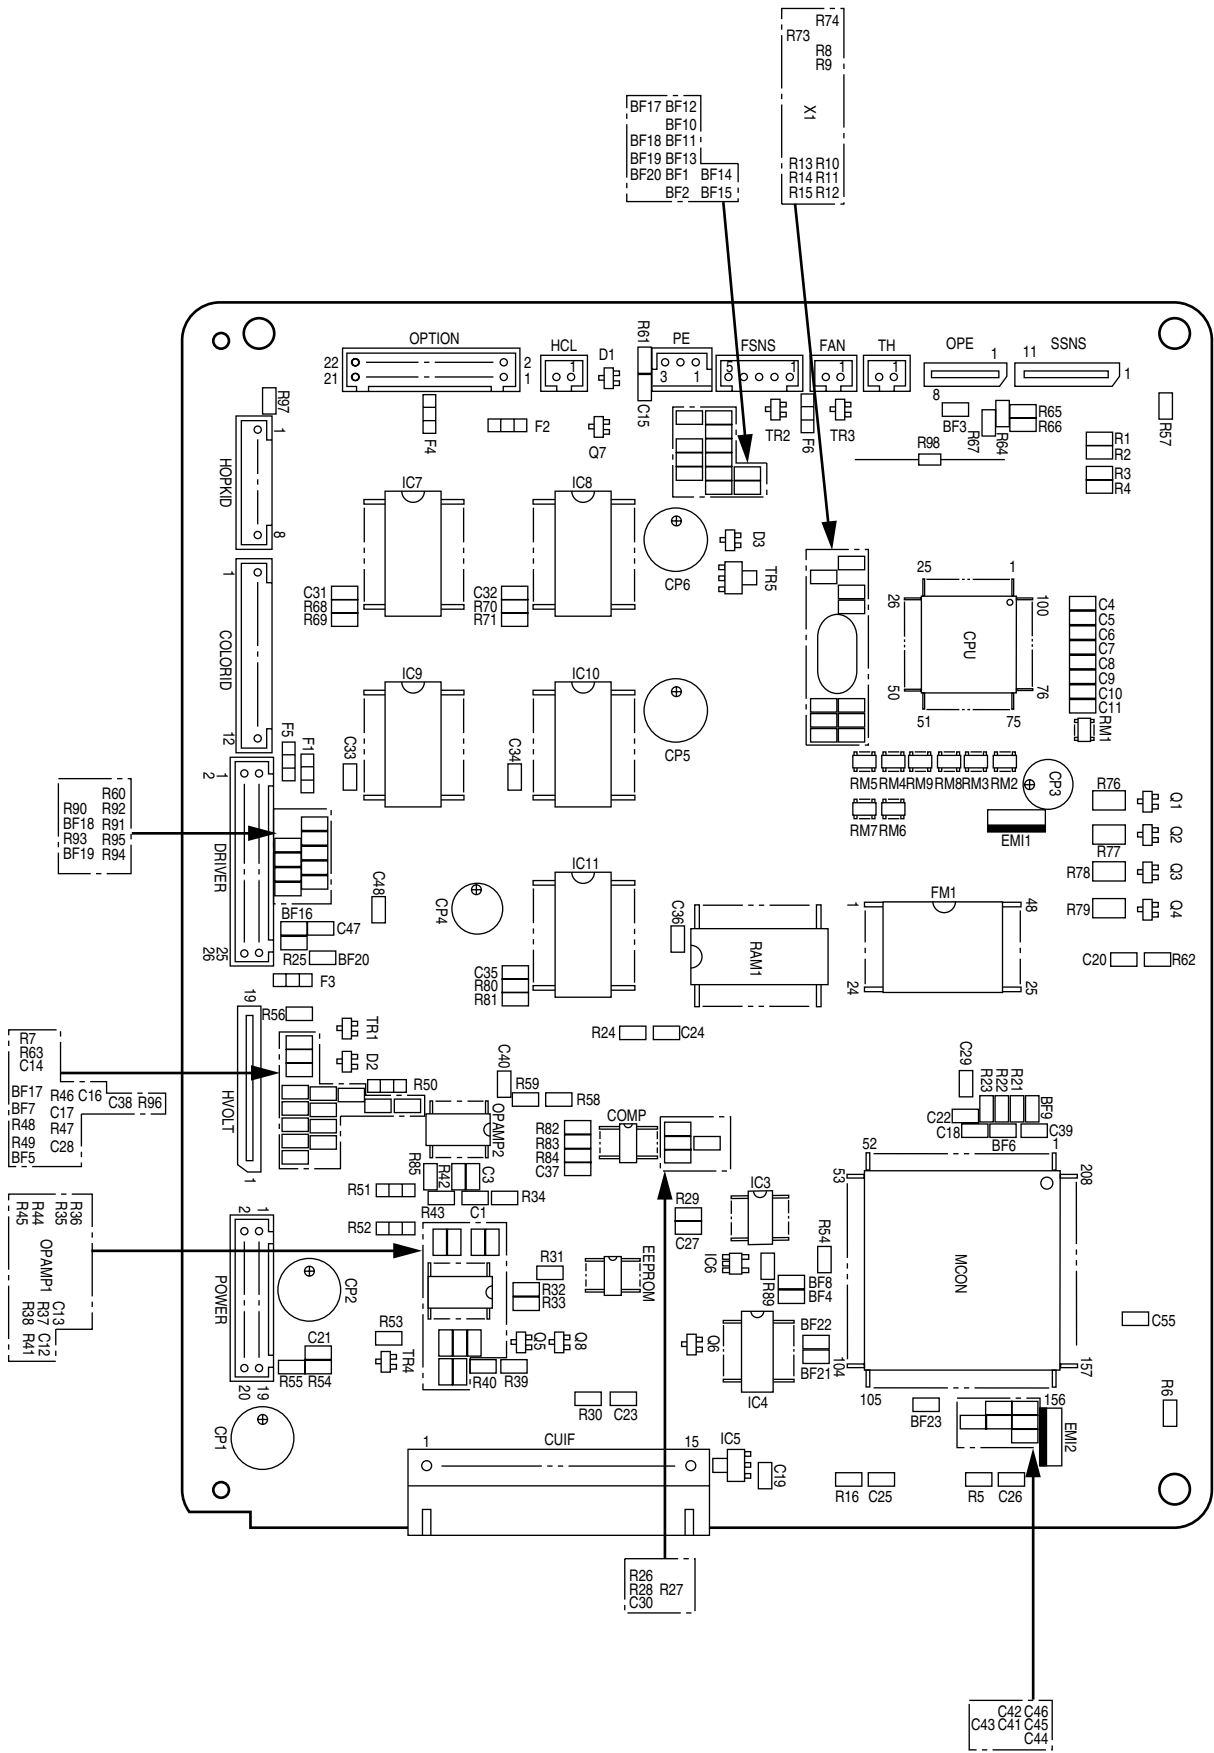 R74
R73
R8
R9
X1
R13 R10
R14 R11
R15 R12
BF17 BF12
BF10
BF18 BF11
BF19 BF13
BF20 BF1 BF14
BF2 BF15
OPTION
22
21
2
1
HCL
1
D1
R61
PE
3
1
FSNS
5
1
FAN
1
TH
1
OPE
1
8
SSNS
11
1
R97
F4
F2
Q7
C15
TR2
F6
TR3
BF3
R67
R64
R65
R66
R57
R98
R1
R2
R3
R4
HOPKID
1
8
IC7
IC8
CP6
D3
TR5
C31
R68
R69
C32
R70
R71
25
1
26
100
CPU
50
76
51
75
C4
C5
C6
C7
C8
C9
C10
C11
RM1
COLORID
1
12
IC9
IC10
CP5
F5
F1
C33
C34
RM5 RM4 RM9 RM8 RM3 RM2
RM7 RM6
CP3
EMI1
R76
Q1
R77
Q2
R78
Q3
R79
Q4
R60
R90 R92
BF18 R91
R93 R95
BF19 R94
DRIVER
1
2
25
26
C48
CP4
IC11
C36
RAM1
FM1
1
48
24
25
BF16
C47
R25
BF20
F3
C35
R80
R81
C20
R62
R7
R63
C14
BF17 R46 C16 C38 R96
BF7 C17
R48 R47
R49 C28
BF5
19
HVOLT
1
R56
TR1
D2
R50
OPAMP2
C40
R59
R58
R24
C24
COMP
R82
R83
R84
C37
R85
R42
C3
R43
C1
R34
R51
R52
C29
R23
R22
R21
BF9
C22
C18
BF6
C39
52
1
53
208
MCON
104
157
105
156
R45
R44
R35
R36
OPAMP1
R38
R37
C13
R41
C12
POWER
2
1
20
19
CP2
CP1
C21
R55
R54
R53
TR4
R31
R32
R33
Q5
Q8
R40
R39
EEPROM
R29
C27
IC3
IC6
R89
R54
BF8
BF4
BF22
BF21
Q6
IC4
R30
C23
C55
R6
BF23
EMI2
CUIF
1
15
IC5
C19
R16
C25
R5
C26
R26
R28 R27
C30
C42 C46
C43 C41 C45
C44